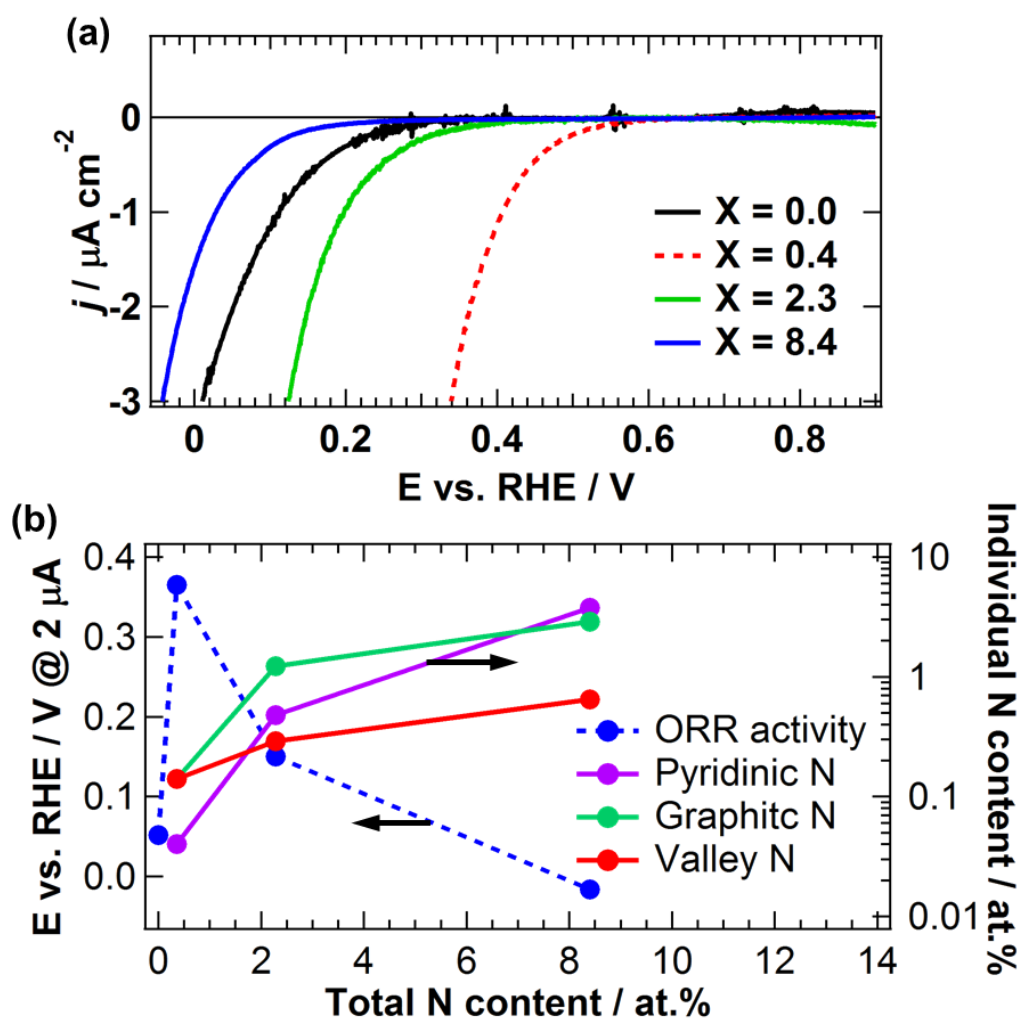 (a)
j / μA cm⁻²
0
-1
-2
-3
X = 0.0
X = 0.4
X = 2.3
X = 8.4
0 0.2 0.4 0.6 0.8
E vs. RHE / V
(b)
E vs. RHE / V @ 2 μA
0.4
0.3
0.2
0.1
0.0
10
1
0.1
0.01
Individual N content / at.%
ORR activity
Pyridinic N
Graphitc N
Valley N
0 2 4 6 8 10 12 14
Total N content / at.%